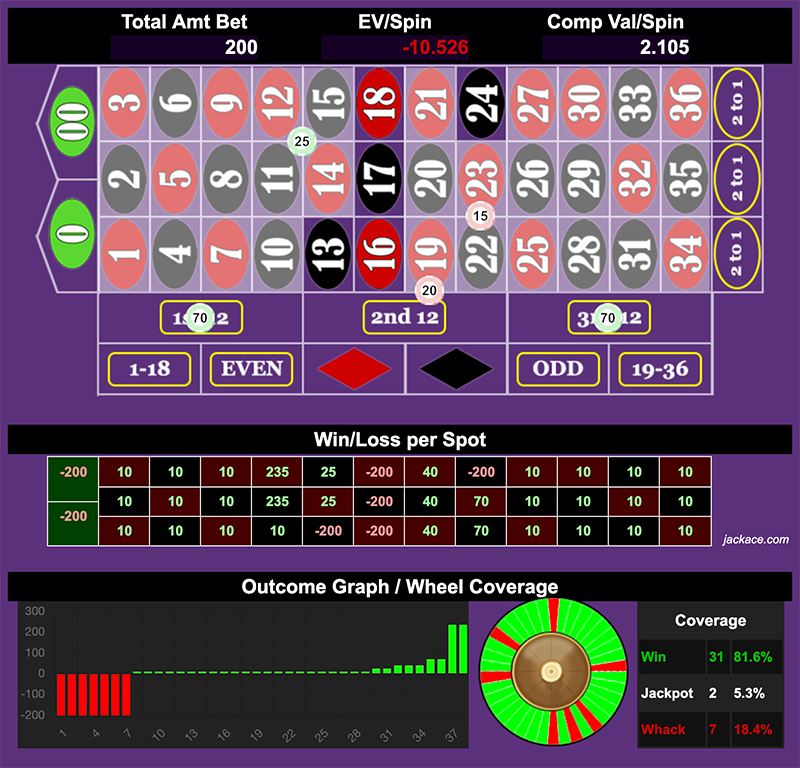 Total Amt Bet EV/Spin Comp Val/Spin
200 -10.526 2.105
00 3 6 9 12 15 18 21 24 27 30 33 36 2 to 1
25
2 5 8 11 14 17 20 23 26 29 32 35 2 to 1
15
0 1 4 7 10 13 16 19 22 25 28 31 34 2 to 1
20
70 2nd 12 70
1-18 EVEN ODD 19-36
Win/Loss per Spot
-200 10 10 10 235 25 -200 40 -200 10 10 10 10
10 10 10 235 25 -200 40 70 10 10 10 10
-200 10 10 10 10 -200 -200 40 70 10 10 10 10
jackace.com
Outcome Graph / Wheel Coverage
300
200
100
0
-100
-200
1 4 7 10 13 16 19 22 25 28 31 34 37
Coverage
Win 31 81.6%
Jackpot 2 5.3%
Whack 7 18.4%